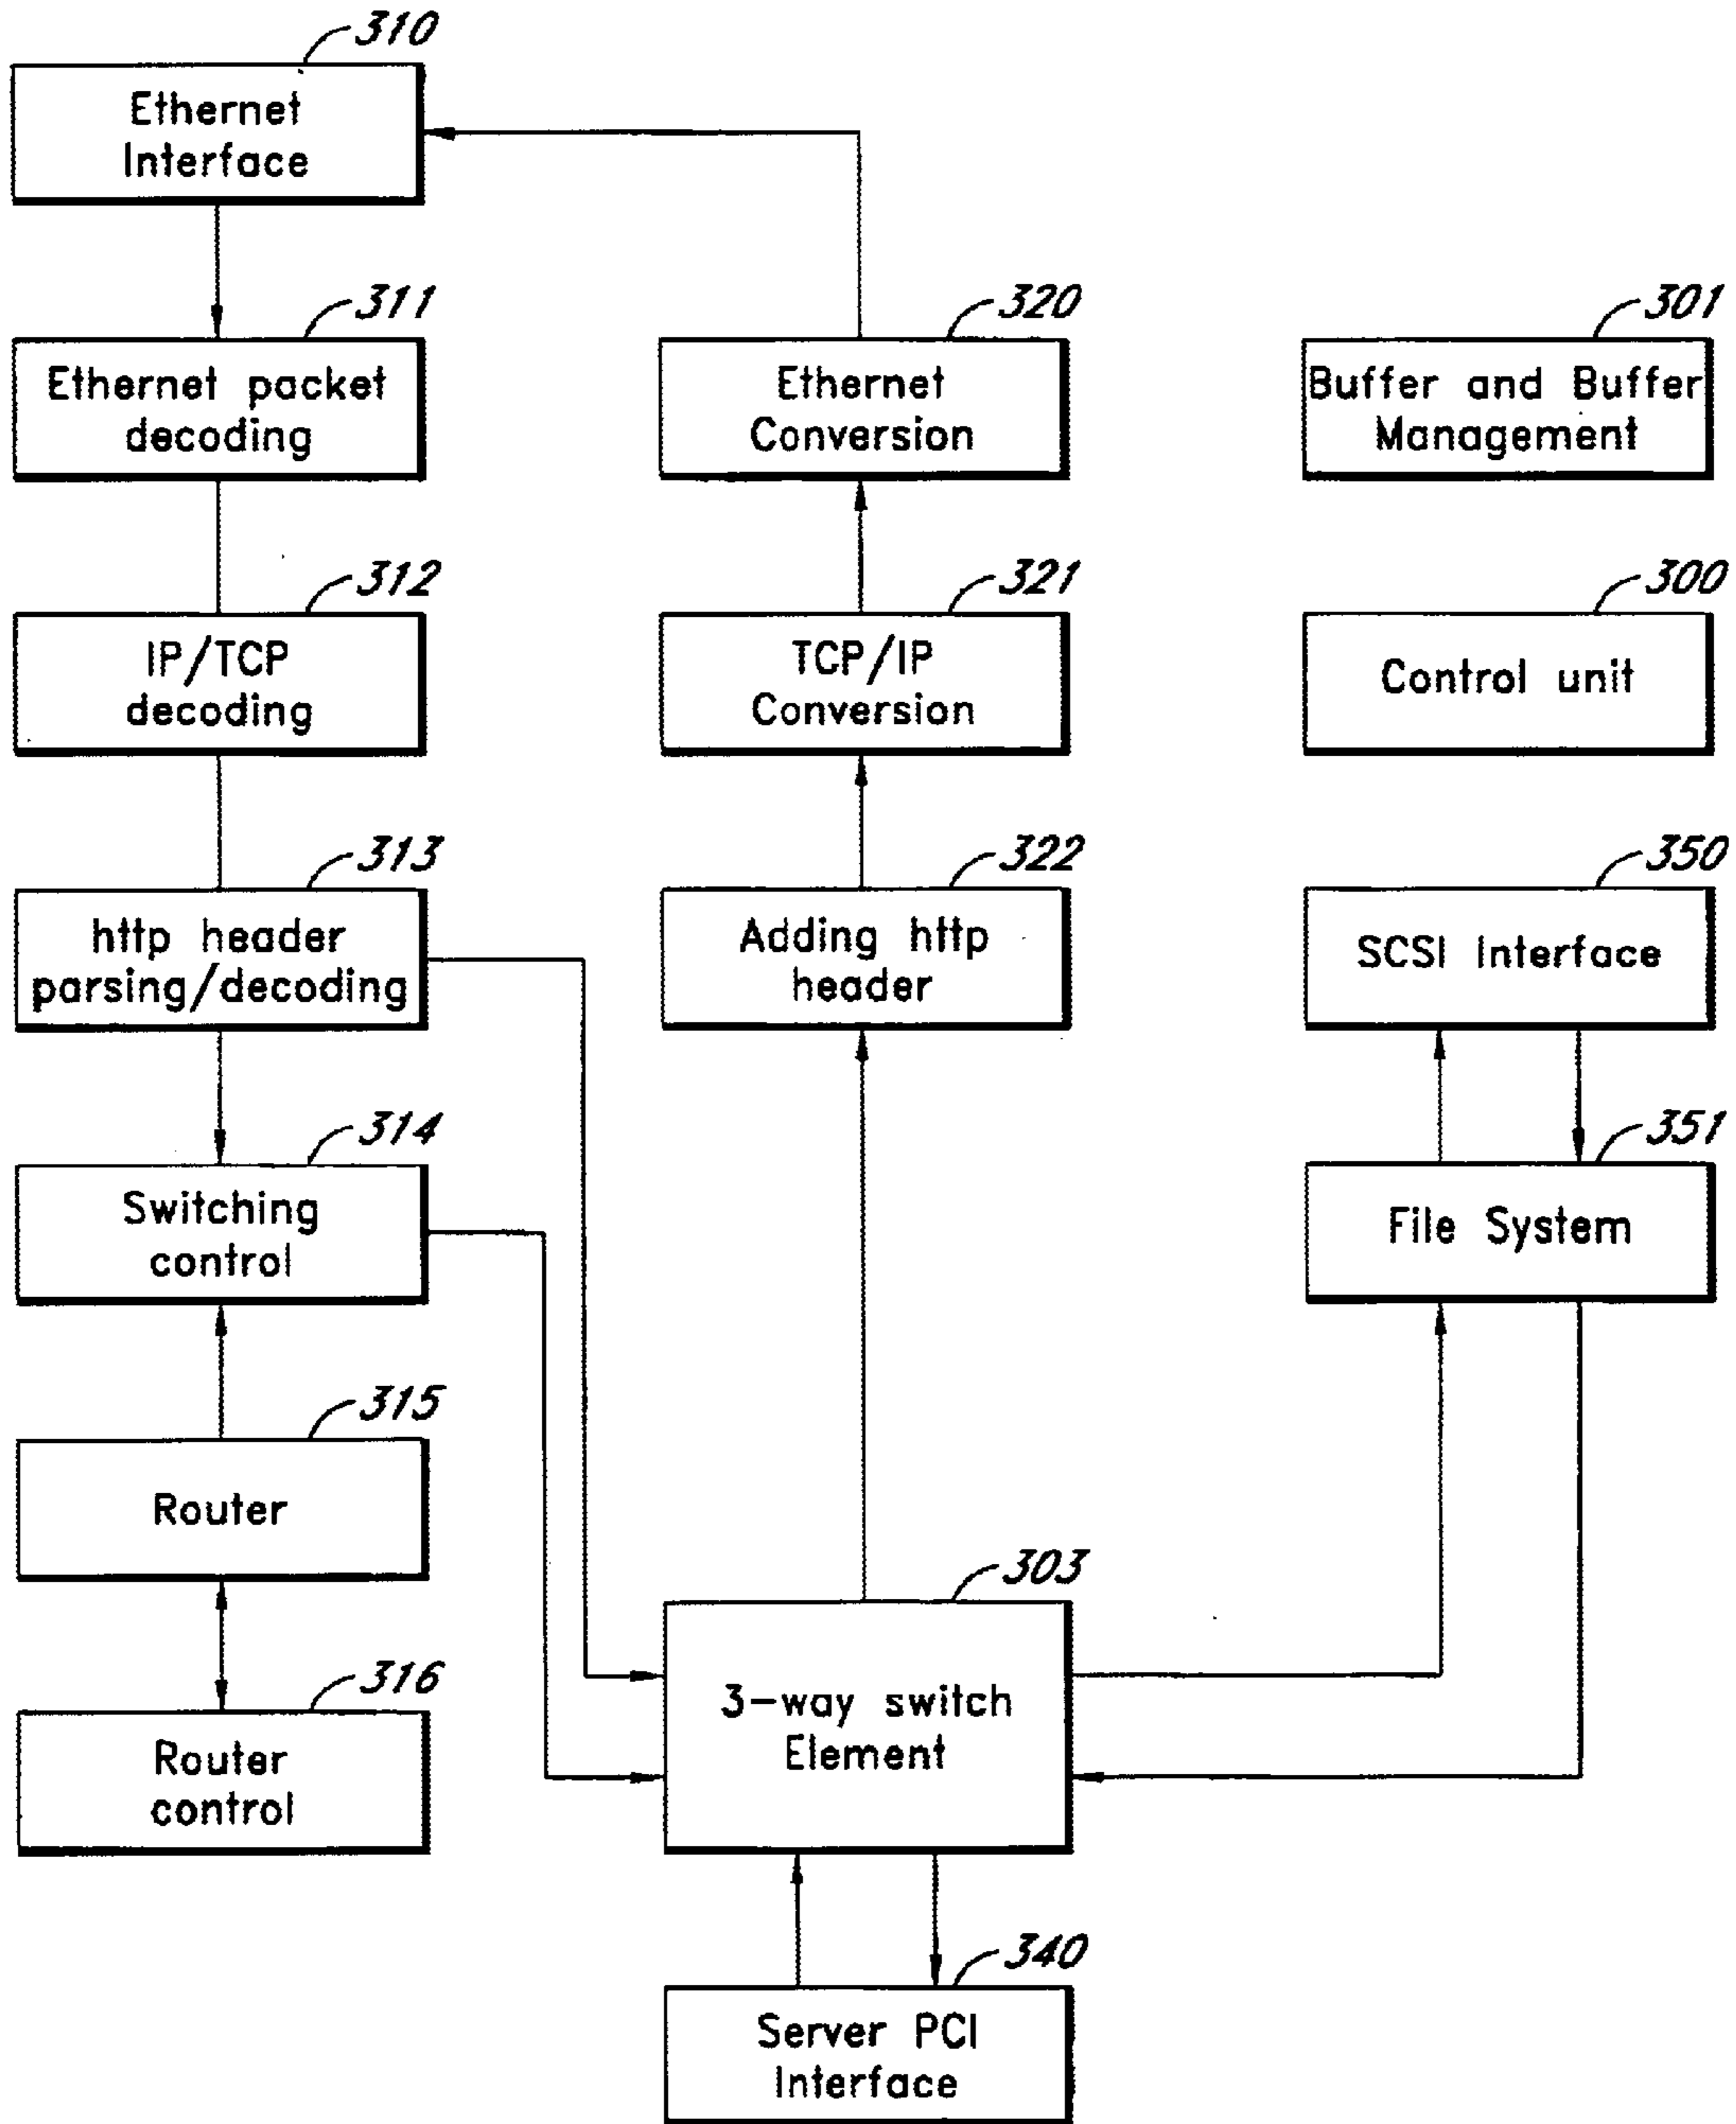 310
Ethernet
Interface
311
Ethernet packet
decoding
320
Ethernet
Conversion
301
Buffer and Buffer
Management
312
IP/TCP
decoding
321
TCP/IP
Conversion
300
Control unit
313
http header
parsing/decoding
322
Adding http
header
350
SCSI Interface
314
Switching
control
351
File System
315
Router
303
3-way switch
Element
316
Router
control
340
Server PCI
Interface